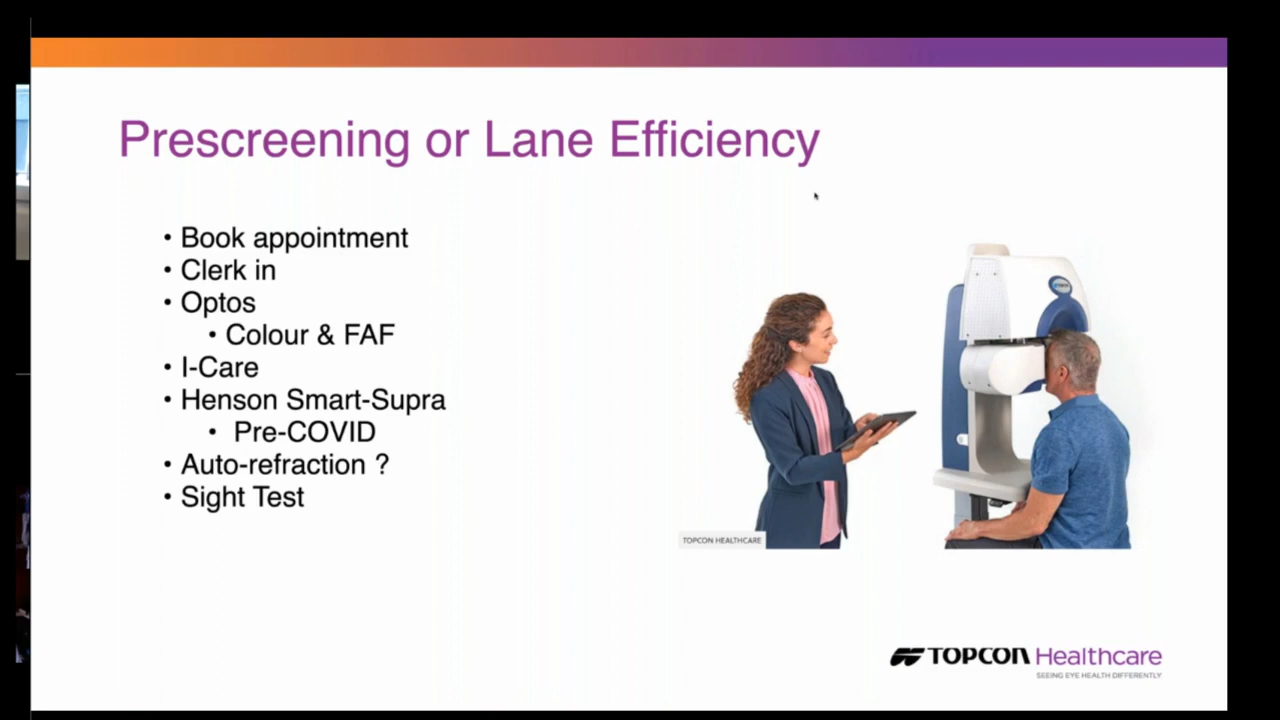 Prescreening or Lane Efficiency
• Book appointment
• Clerk in
• Optos
• Colour & FAF
• I-Care
• Henson Smart-Supra
• Pre-COVID
• Auto-refraction ?
• Sight Test
TOPCON HEALTHCARE
TOPCON Healthcare
SEEING EYE HEALTH DIFFERENTLY